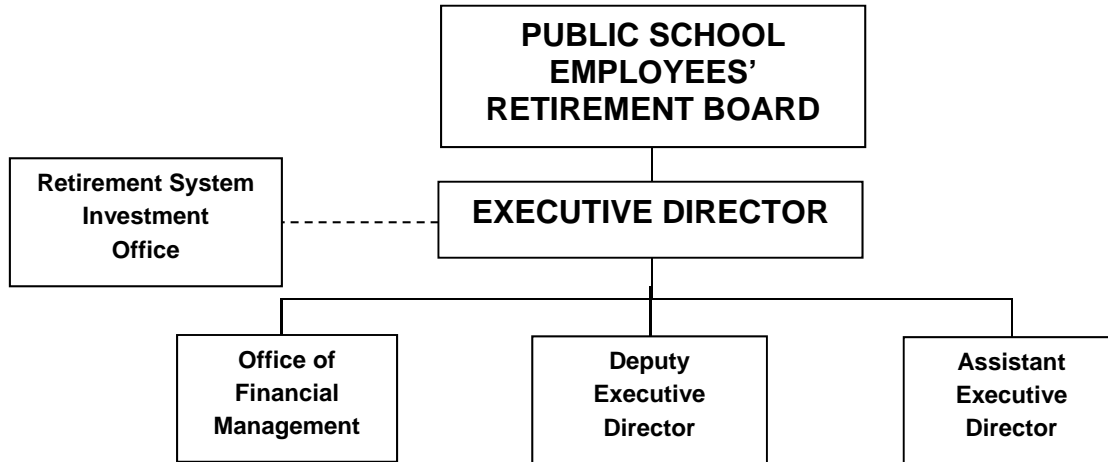 PUBLIC SCHOOL
EMPLOYEES’
RETIREMENT BOARD
Retirement System
Investment
Office
EXECUTIVE DIRECTOR
Office of
Financial
Management
Deputy
Executive
Director
Assistant
Executive
Director